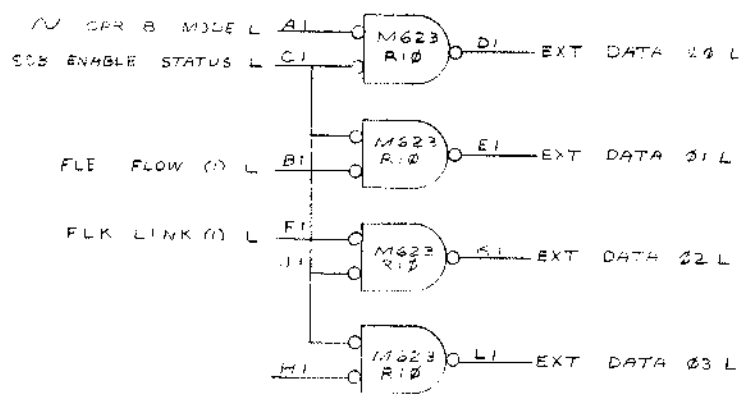 OPR B MODE L A1 M623 R1Ø D1 EXT DATA ØØ L
ENABLE STATUS L C1
M623 R1Ø E1 EXT DATA Ø1 L
FLE FLOW (1) L B1
FLK LINK (1) L F1 M623 R1Ø K1 EXT DATA Ø2 L
J1
M623 R1Ø L1 EXT DATA Ø3 L
H1